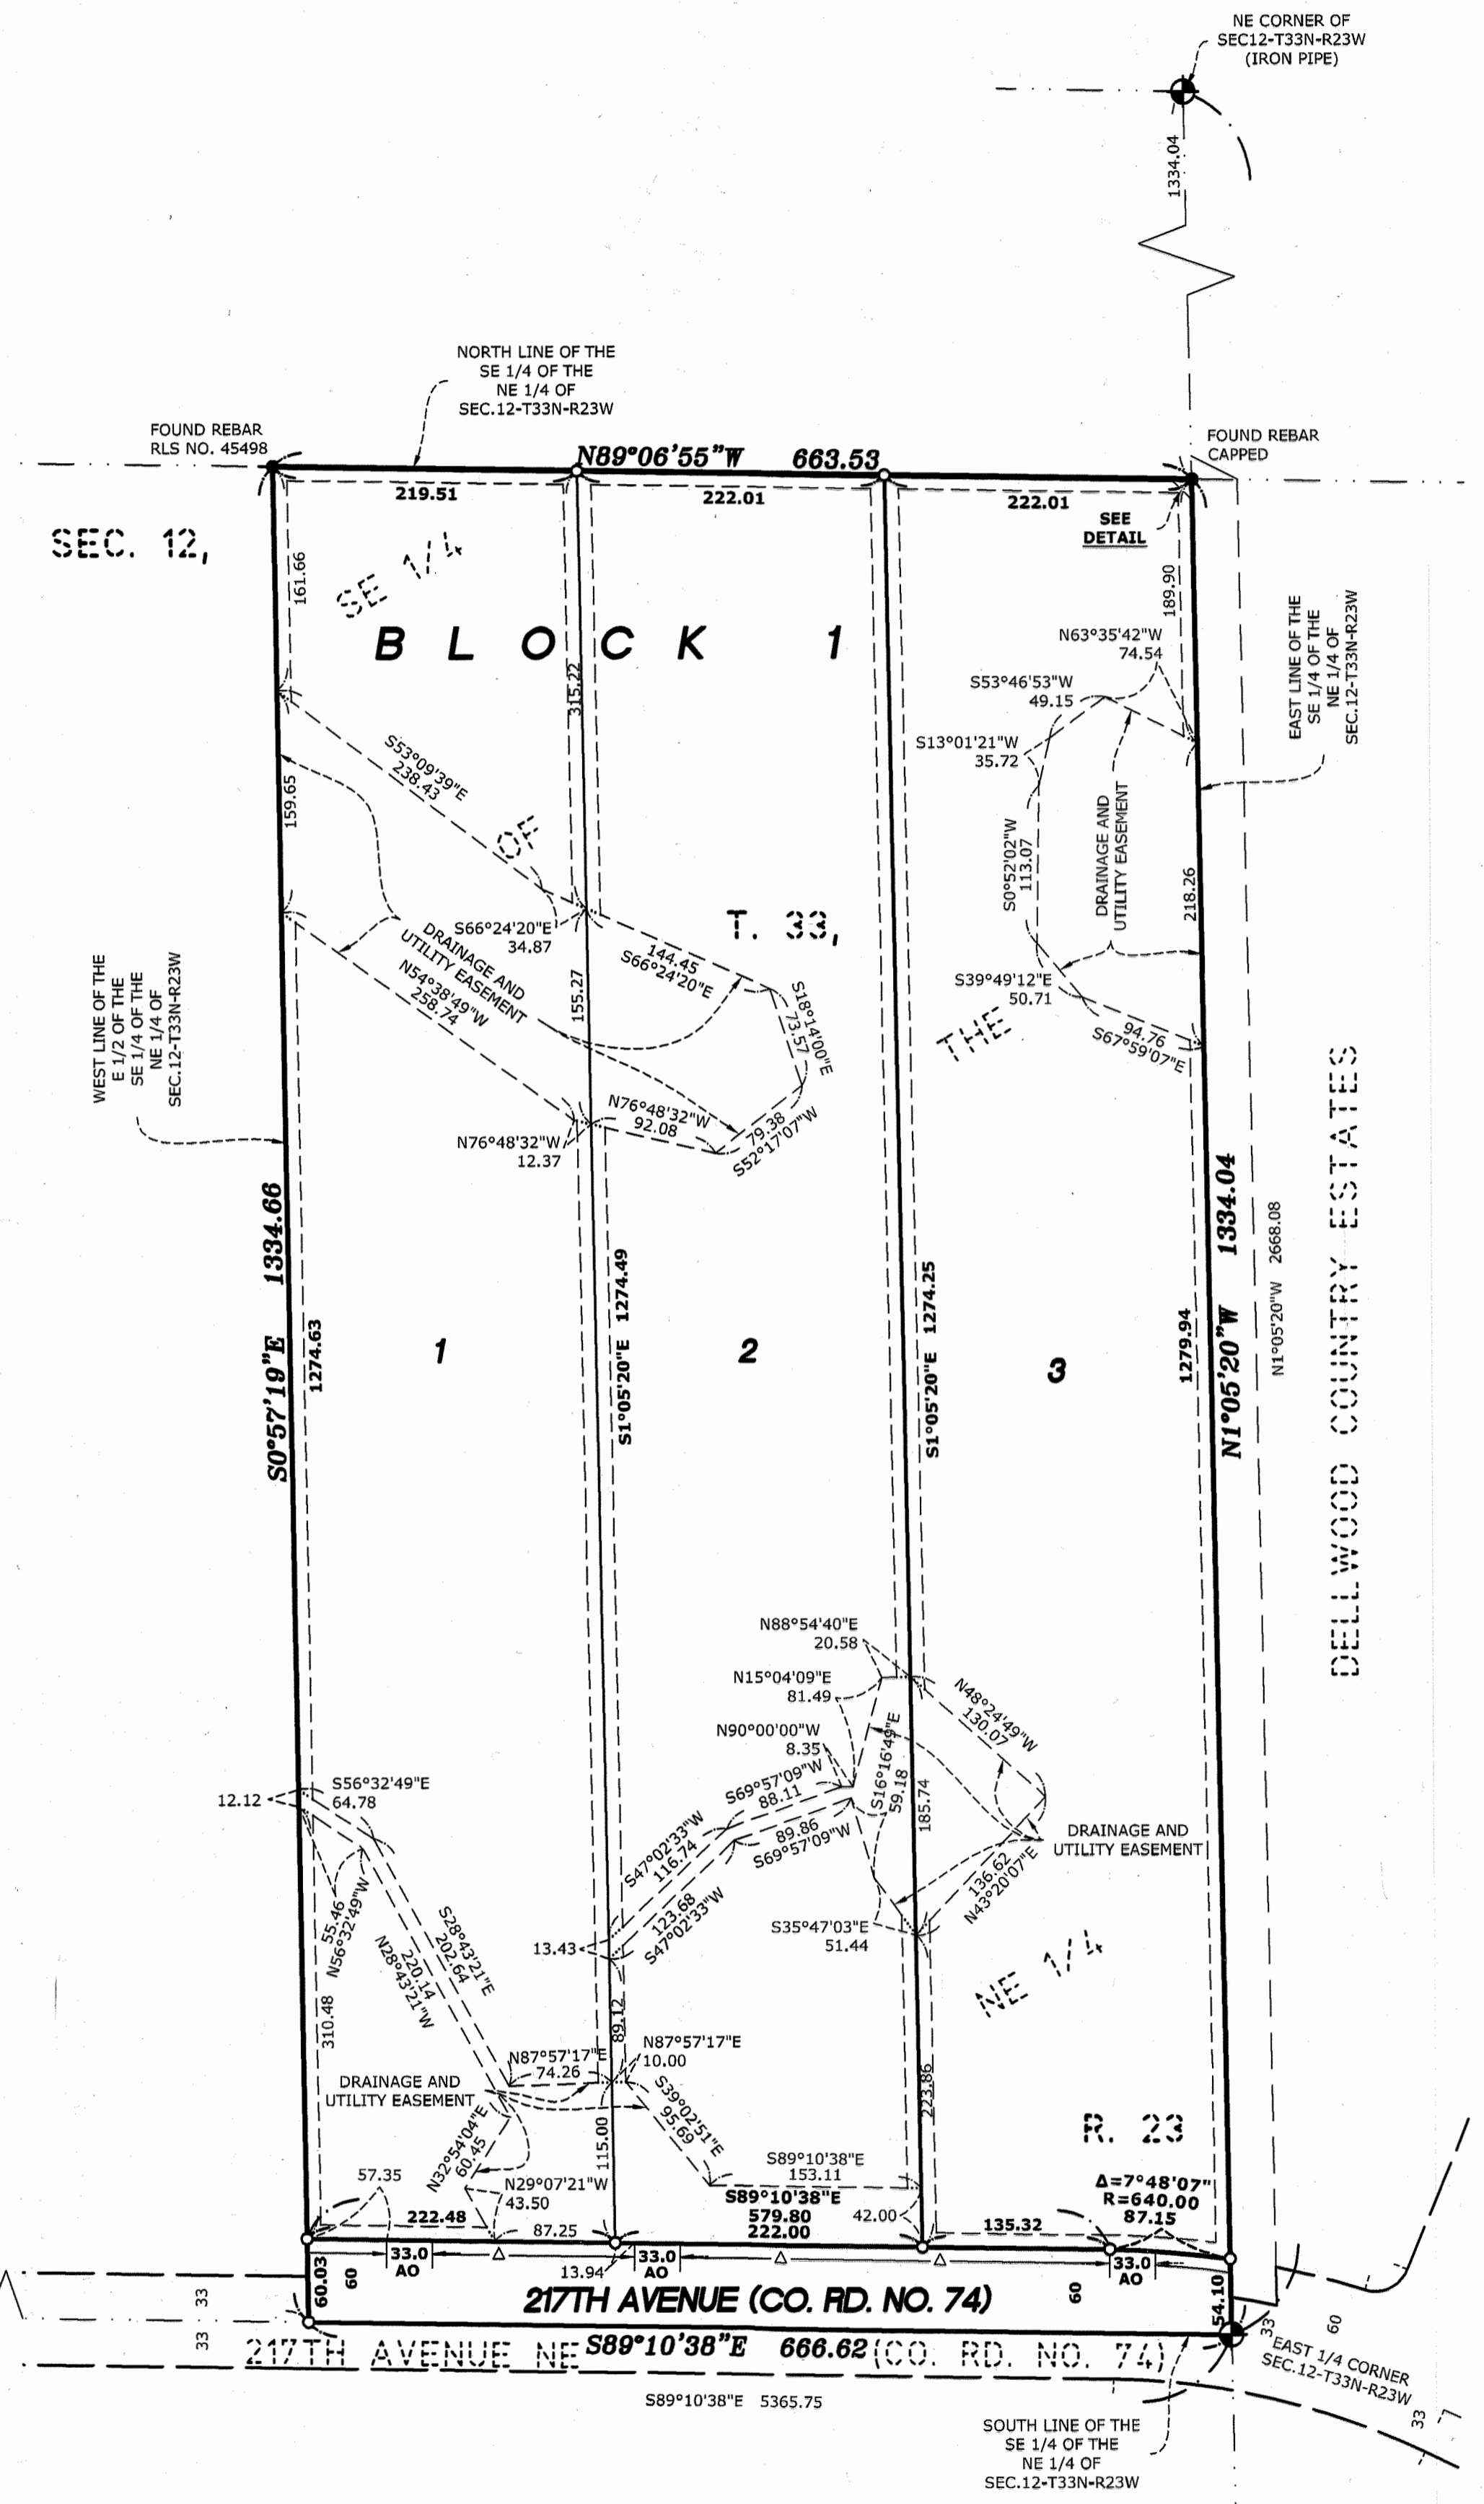 NE CORNER OF
SEC12-T33N-R23W
(IRON PIPE)
1334.04
NORTH LINE OF THE
SE 1/4 OF THE
NE 1/4 OF
SEC.12-T33N-R23W
FOUND REBAR
RLS NO. 45498
FOUND REBAR
CAPPED
N89°06'55"W 663.53
219.51
222.01
222.01
SEE
DETAIL
SEC. 12,
SE 1/4
161.66
189.90
BLOCK 1
315.22
N63°35'42"W
74.54
S53°46'53"W
49.15
S13°01'21"W
35.72
EAST LINE OF THE
SE 1/4 OF THE
NE 1/4 OF
SEC.12-T33N-R23W
S53°09'39"E
238.43
159.65
OF
S0°52'02"W
113.07
DRAINAGE AND
UTILITY EASEMENT
218.26
S66°24'20"E
34.87
T. 33,
144.45
S66°24'20"E
DRAINAGE AND
UTILITY EASEMENT
N54°38'49"W
258.74
155.27
S18°14'00"E
73.57
S39°49'12"E
50.71
THE
94.76
S67°59'07"E
WEST LINE OF THE
E 1/2 OF THE
SE 1/4 OF THE
NE 1/4 OF
SEC.12-T33N-R23W
N76°48'32"W
92.08
N76°48'32"W
12.37
79.38
S52°17'07"W
DELLWOOD COUNTRY ESTATES
S0°57'19"E 1334.66
1274.63
S1°05'20"E 1274.49
S1°05'20"E 1274.25
1279.94
N1°05'20"W 1334.04
N1°05'20"W 2668.08
1
2
3
N88°54'40"E
20.58
N15°04'09"E
81.49
N48°24'49"W
130.07
N90°00'00"W
8.35
S16°16'49"E
59.18
S69°57'09"W
88.11
185.74
S56°32'49"E
64.78
12.12
S47°02'33"W
116.74
89.86
S69°57'09"W
DRAINAGE AND
UTILITY EASEMENT
136.62
N43°20'07"E
55.46
N56°32'49"W
S28°43'21"E
202.64
220.14
N28°43'21"W
123.68
S47°02'33"W
S35°47'03"E
51.44
13.43
NE 1/4
310.48
89.12
N87°57'17"E
74.26
N87°57'17"E
10.00
DRAINAGE AND
UTILITY EASEMENT
S39°02'51"E
95.69
223.86
N32°54'04"E
60.45
115.00
R. 23
S89°10'38"E
153.11
57.35
N29°07'21"W
43.50
Δ=7°48'07"
R=640.00
87.15
S89°10'38"E
579.80
222.00
42.00
222.48
87.25
135.32
33.0
AO
Δ
13.94
33.0
AO
Δ
Δ
33.0
AO
60.03
60
217TH AVENUE (CO. RD. NO. 74)
60
54.10
33
33
217TH AVENUE NE
S89°10'38"E 666.62
(CO. RD. NO. 74)
33
60
EAST 1/4 CORNER
SEC.12-T33N-R23W
33
S89°10'38"E 5365.75
SOUTH LINE OF THE
SE 1/4 OF THE
NE 1/4 OF
SEC.12-T33N-R23W